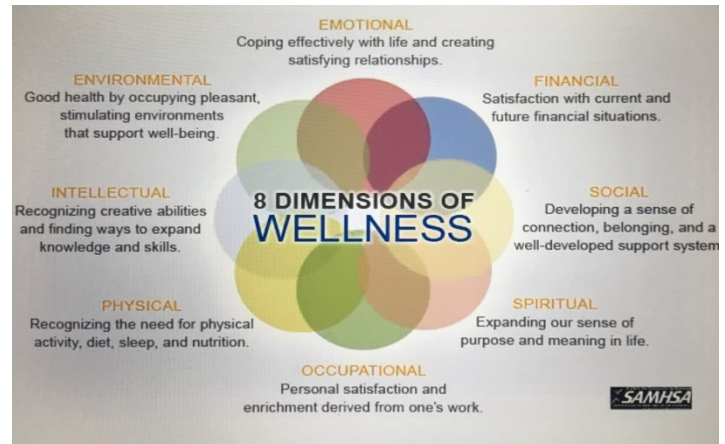 EMOTIONAL
Coping effectively with life and creating
satisfying relationships.
ENVIRONMENTAL
Good health by occupying pleasant,
stimulating environments
that support well-being.
FINANCIAL
Satisfaction with current and
future financial situations.
INTELLECTUAL
Recognizing creative abilities
and finding ways to expand
knowledge and skills.
8 DIMENSIONS OF
WELLNESS
SOCIAL
Developing a sense of
connection, belonging, and a
well-developed support system
PHYSICAL
Recognizing the need for physical
activity, diet, sleep, and nutrition.
SPIRITUAL
Expanding our sense of
purpose and meaning in life.
OCCUPATIONAL
Personal satisfaction and
enrichment derived from one's work.
SAMHSA